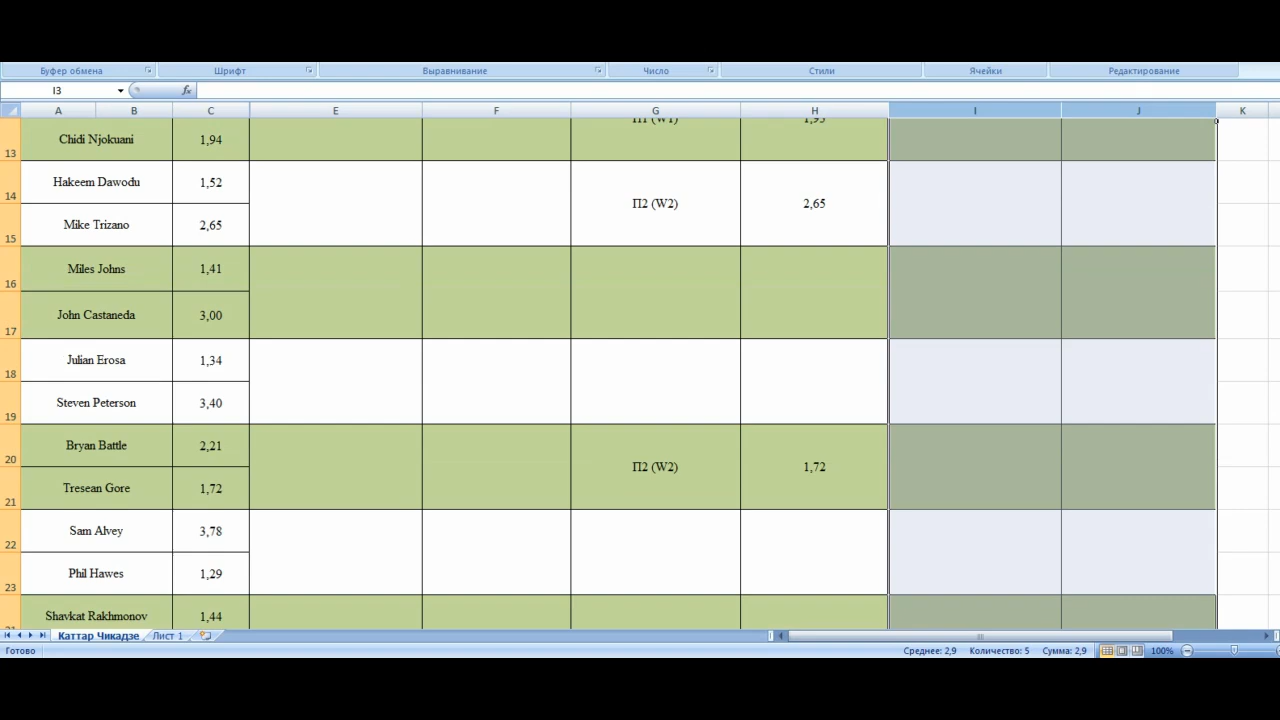 Буфер обмена Шрифт Выравнивание Число Стили Ячейки Редактирование
I3 fx
A B C E F G H I J K
П1 (W1) 1,95
13 Chidi Njokuani 1,94
14 Hakeem Dawodu 1,52
П2 (W2) 2,65
15 Mike Trizano 2,65
16 Miles Johns 1,41
17 John Castaneda 3,00
18 Julian Erosa 1,34
19 Steven Peterson 3,40
20 Bryan Battle 2,21
П2 (W2) 1,72
21 Tresean Gore 1,72
22 Sam Alvey 3,78
23 Phil Hawes 1,29
Shavkat Rakhmonov 1,44
Каттар Чикадзе Лист 1
Готово Среднее: 2,9 Количество: 5 Сумма: 2,9 100%